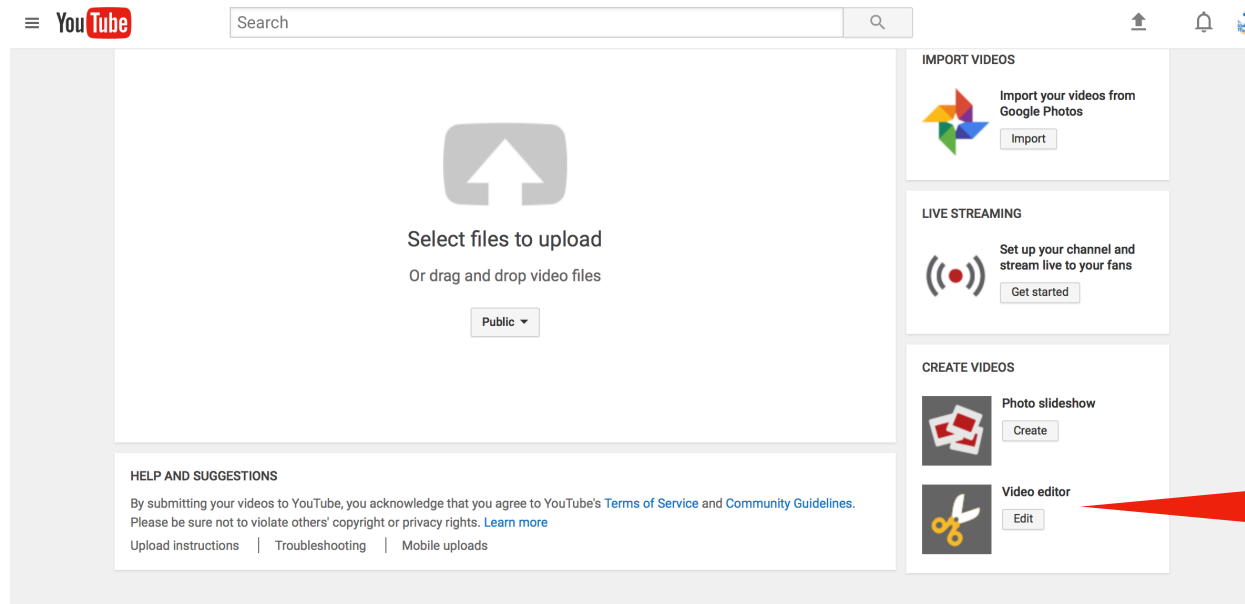 YouTube
Search
Select files to upload
Or drag and drop video files
Public
HELP AND SUGGESTIONS
By submitting your videos to YouTube, you acknowledge that you agree to YouTube's Terms of Service and Community Guidelines.
Please be sure not to violate others' copyright or privacy rights. Learn more
Upload instructions
Troubleshooting
Mobile uploads
IMPORT VIDEOS
Import your videos from
Google Photos
Import
LIVE STREAMING
Set up your channel and
stream live to your fans
Get started
CREATE VIDEOS
Photo slideshow
Create
Video editor
Edit